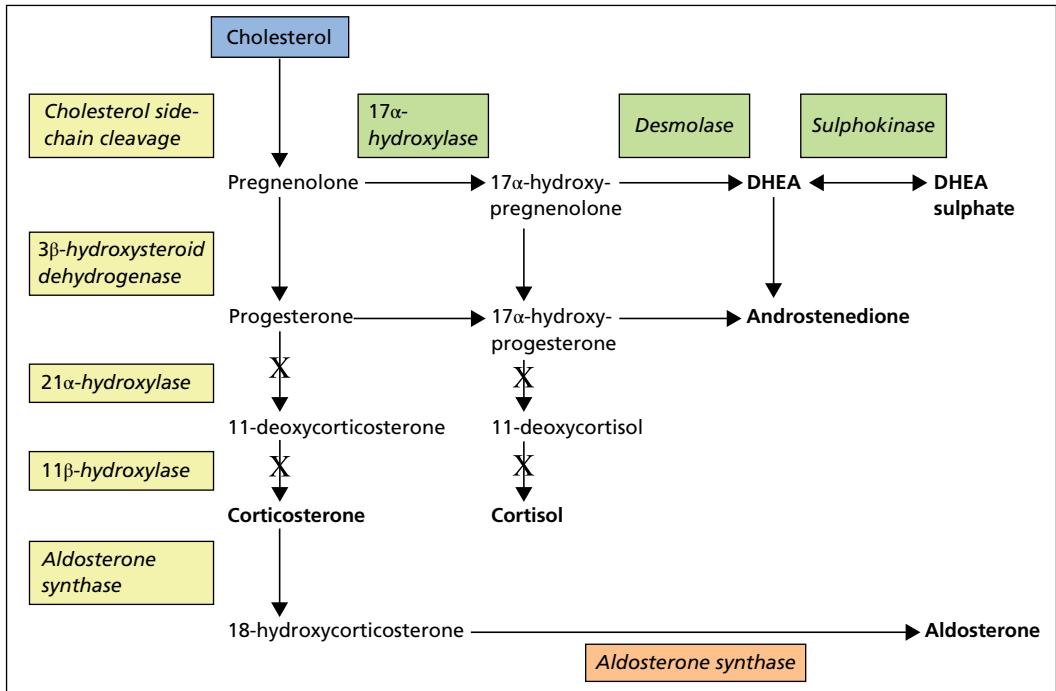 Cholesterol
Cholesterol side-
chain cleavage
17α-
hydroxylase
Desmolase
Sulphokinase
Pregnenolone
17α-hydroxy-
pregnenolone
DHEA
DHEA
sulphate
3β-hydroxysteroid
dehydrogenase
Progesterone
17α-hydroxy-
progesterone
Androstenedione
X
X
21α-hydroxylase
11-deoxycorticosterone
11-deoxycortisol
X
X
11β-hydroxylase
Corticosterone
Cortisol
Aldosterone
synthase
18-hydroxycorticosterone
Aldosterone
Aldosterone synthase